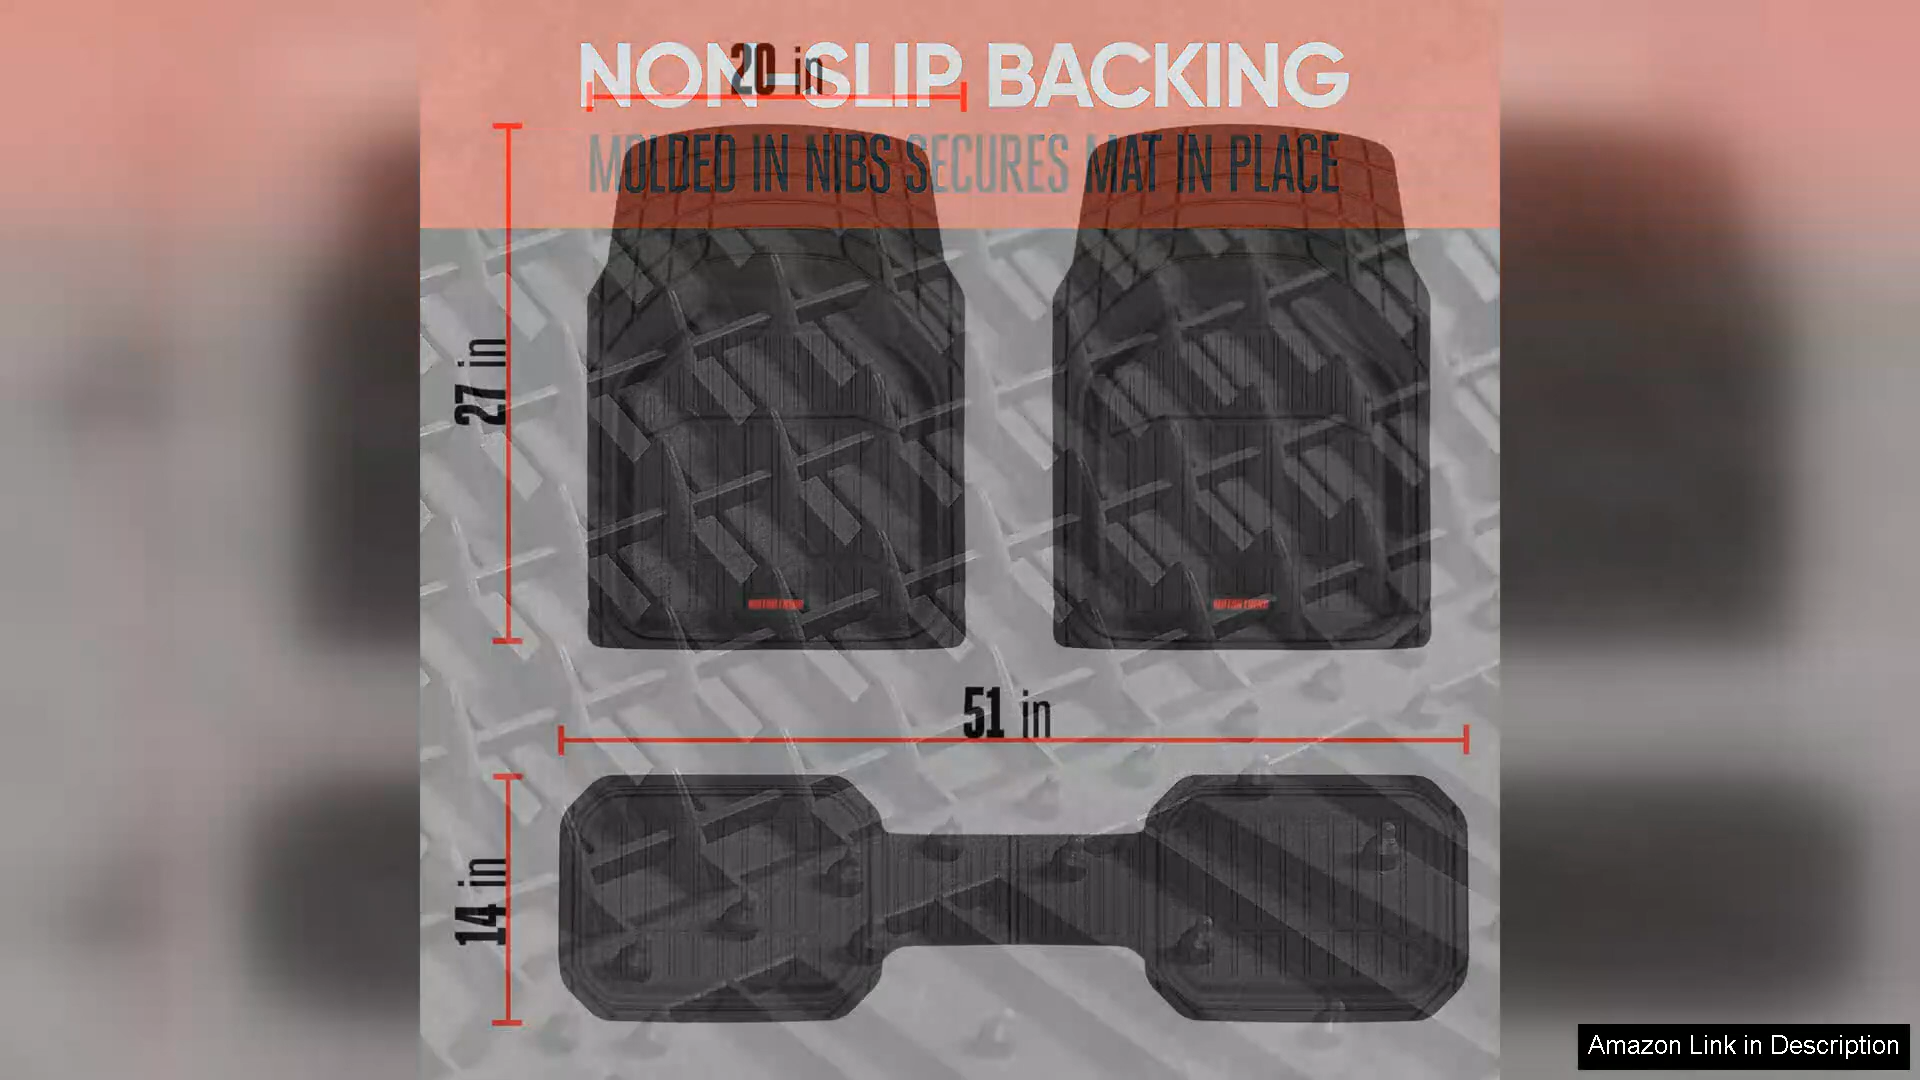 NON-SLIP BACKING
20 in
MOLDED IN NIBS SECURES MAT IN PLACE
27 in
51 in
14 in
Amazon Link in Description